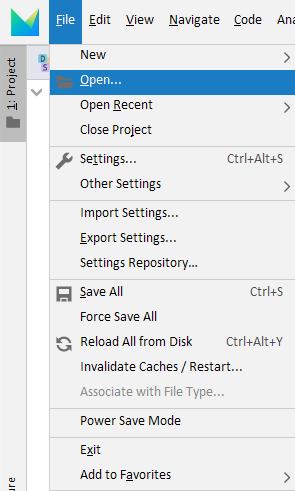 File Edit View Navigate Code
New
Open...
Open Recent
Close Project
Settings... Ctrl+Alt+S
Other Settings
Import Settings...
Export Settings...
Settings Repository...
Save All Ctrl+S
Force Save All
Reload All from Disk Ctrl+Alt+Y
Invalidate Caches / Restart...
Associate with File Type...
Power Save Mode
Exit
Add to Favorites
1: Project
DS